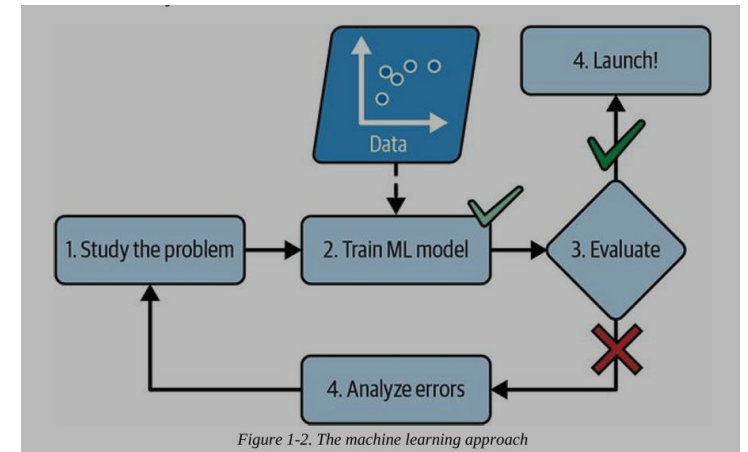 4. Launch!
Data
1. Study the problem
2. Train ML model
3. Evaluate
4. Analyze errors
Figure 1-2. The machine learning approach